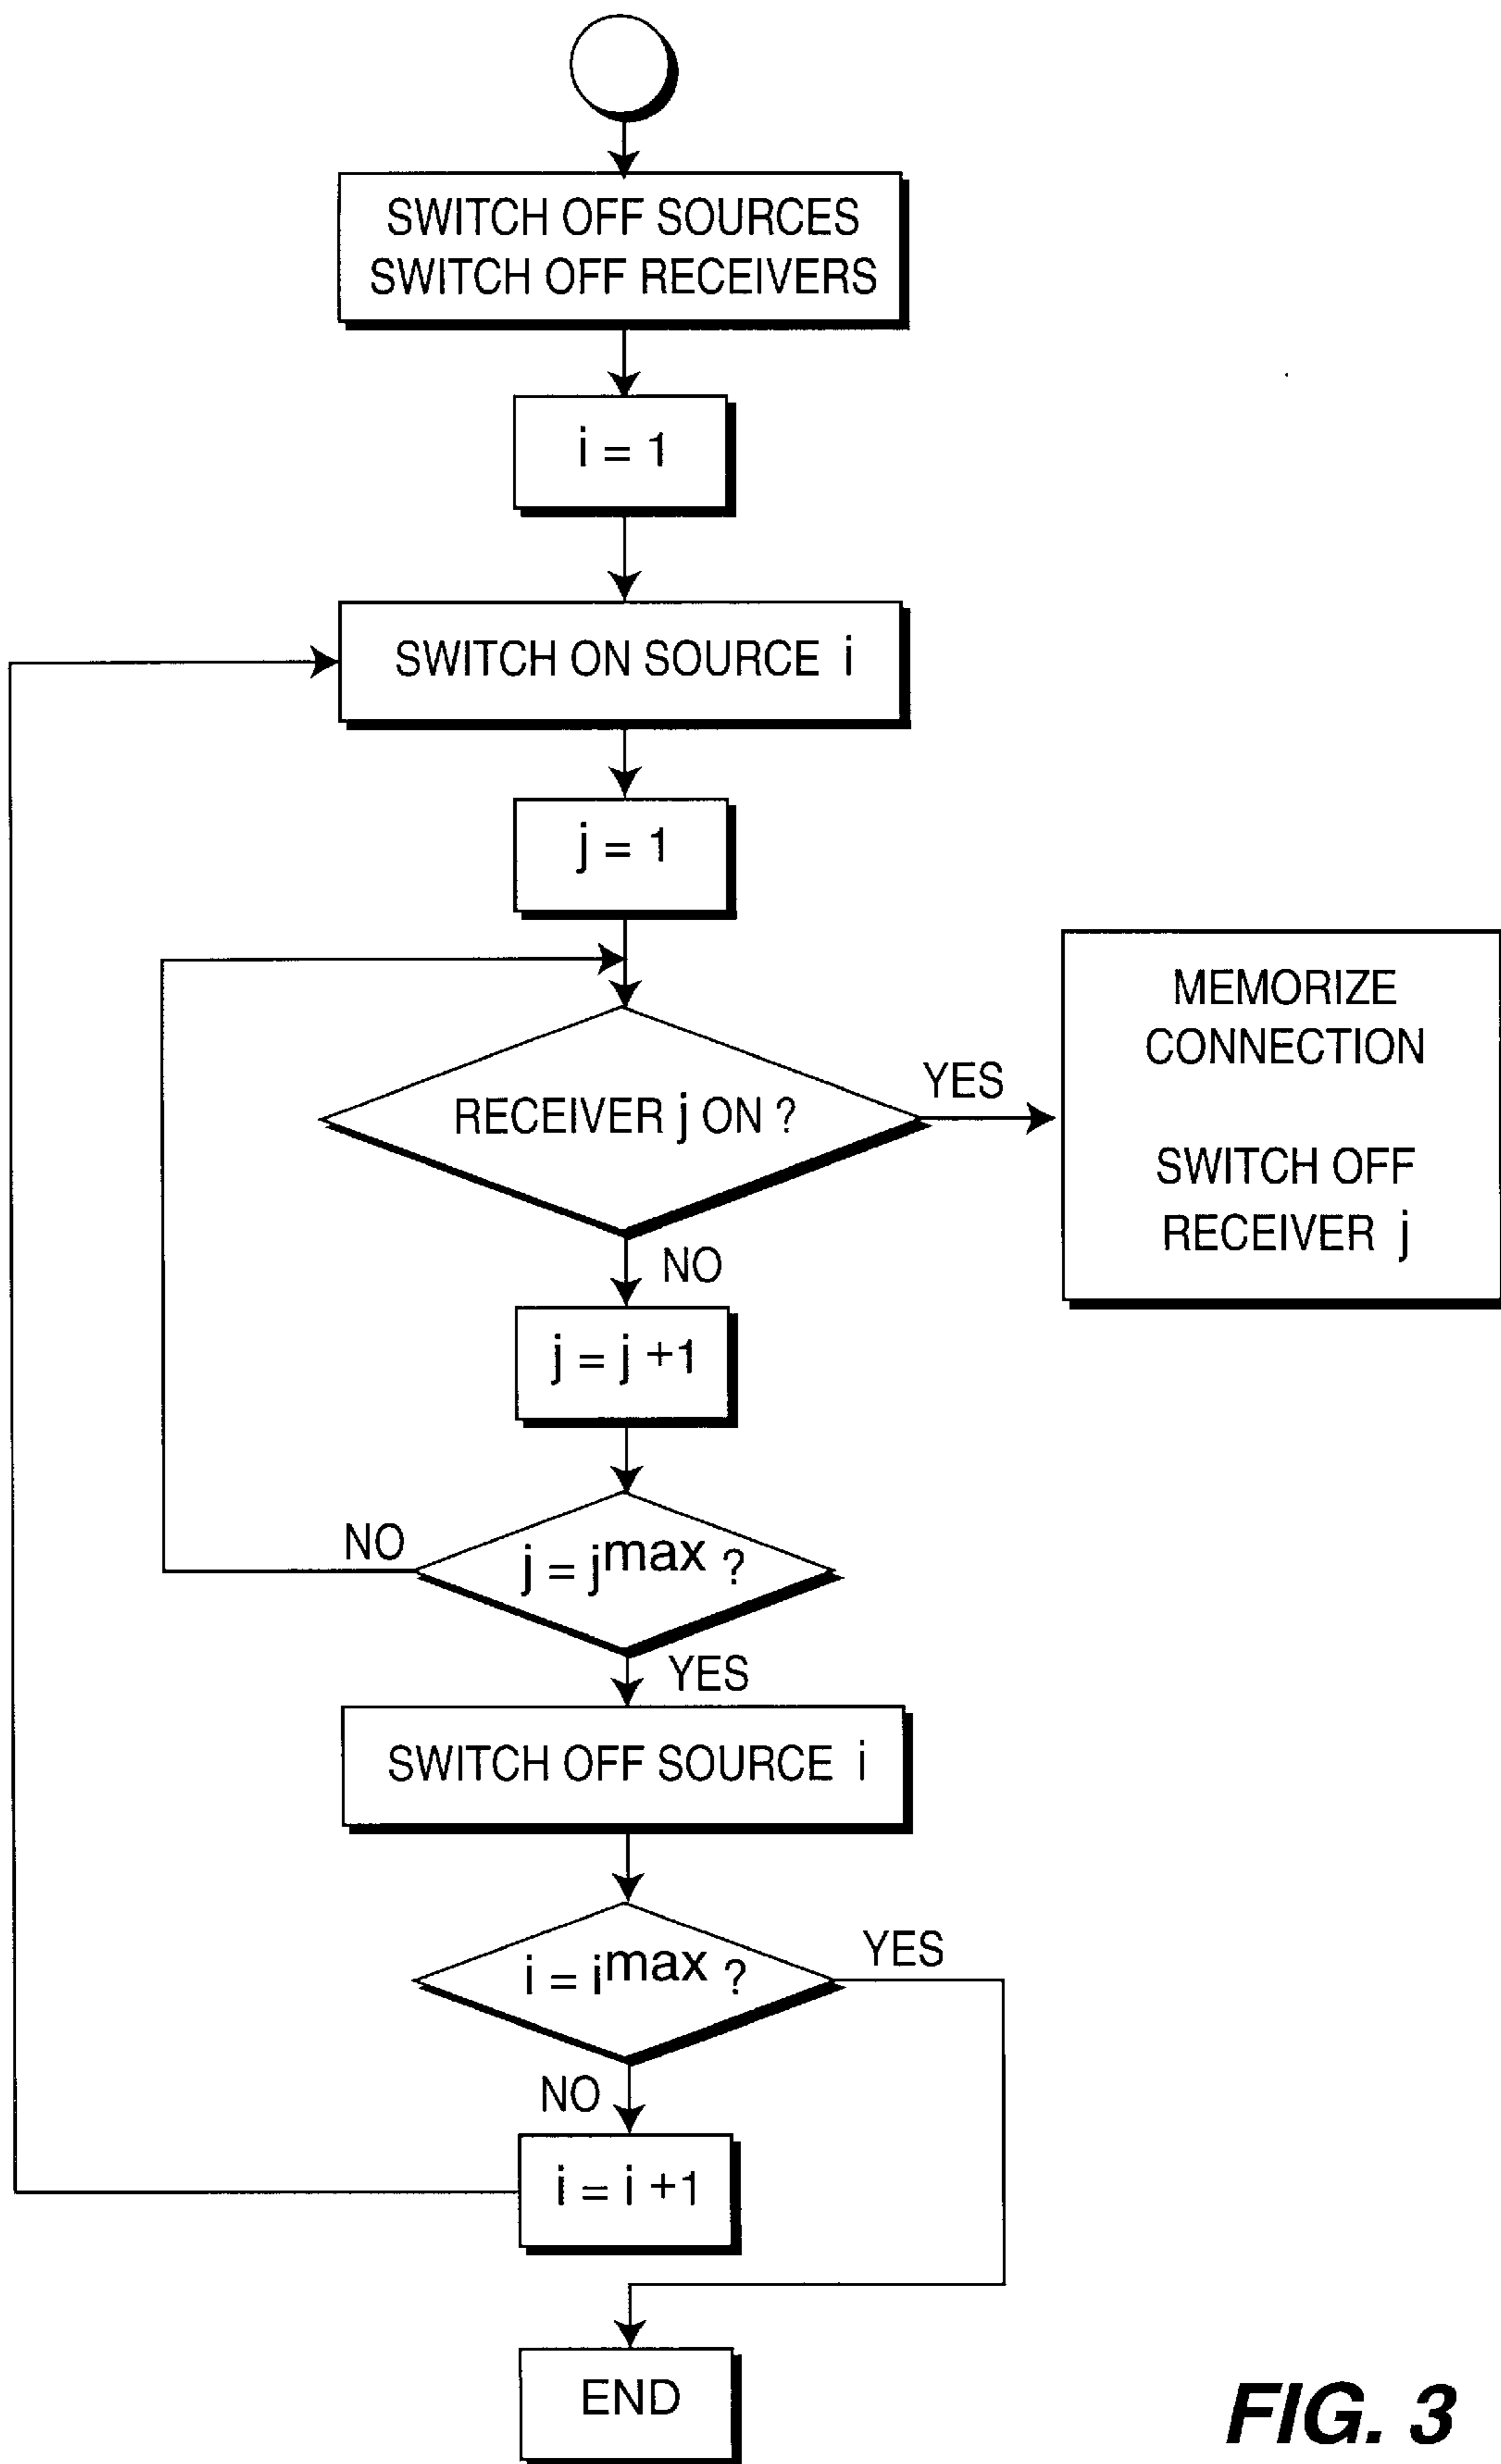 SWITCH OFF SOURCES
SWITCH OFF RECEIVERS
i = 1
SWITCH ON SOURCE i
j = 1
RECEIVER j ON ?
YES
MEMORIZE
CONNECTION
SWITCH OFF
RECEIVER j
NO
j = j +1
NO
j = jmax ?
YES
SWITCH OFF SOURCE i
i = imax ?
YES
NO
i = i +1
END
FIG. 3